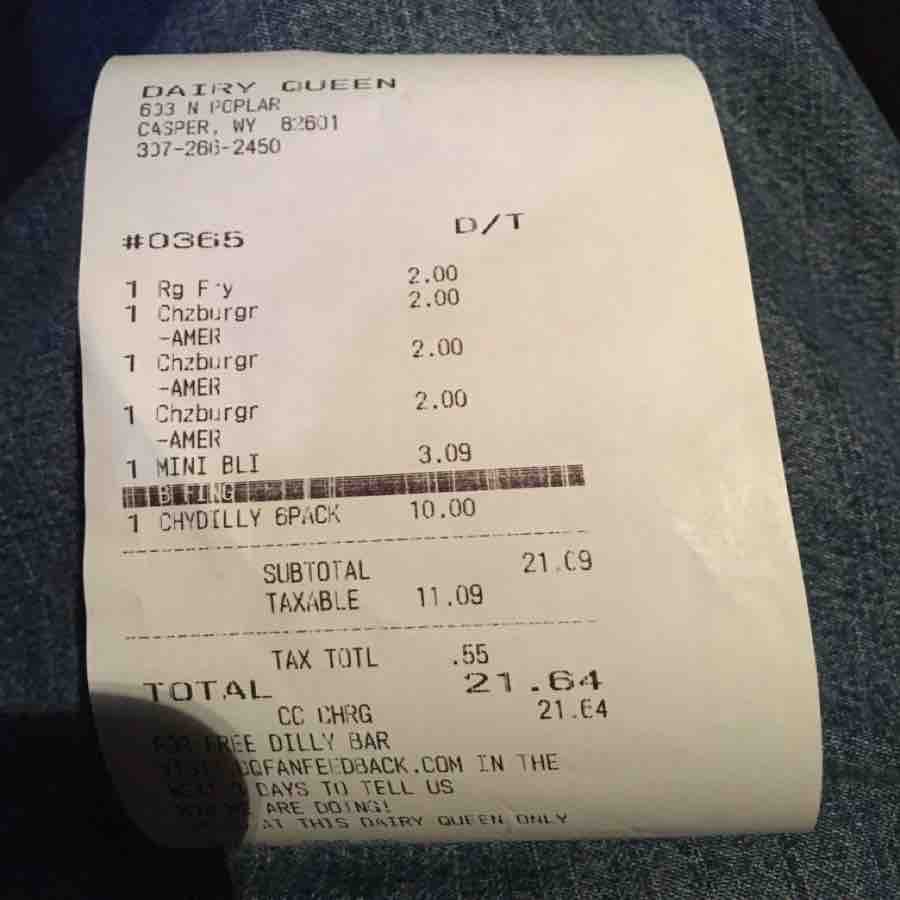 DAIRY QUEEN
603 N POPLAR
CASPER, WY 82601
307-266-2450
#0365 D/T
1 Rg Fry 2.00
1 Chzburgr 2.00
-AMER
1 Chzburgr 2.00
-AMER
1 Chzburgr 2.00
-AMER
1 MINI BLI 3.09
1 CHYDILLY 6PACK 10.00
SUBTOTAL 21.09
TAXABLE 11.09
TAX TOTL .55
TOTAL 21.64
CC CHRG 21.64
FOR FREE DILLY BAR
VISIT DQFANFEEDBACK.COM IN THE
NEXT DAYS TO TELL US
HOW WE ARE DOING!
AT THIS DAIRY QUEEN ONLY